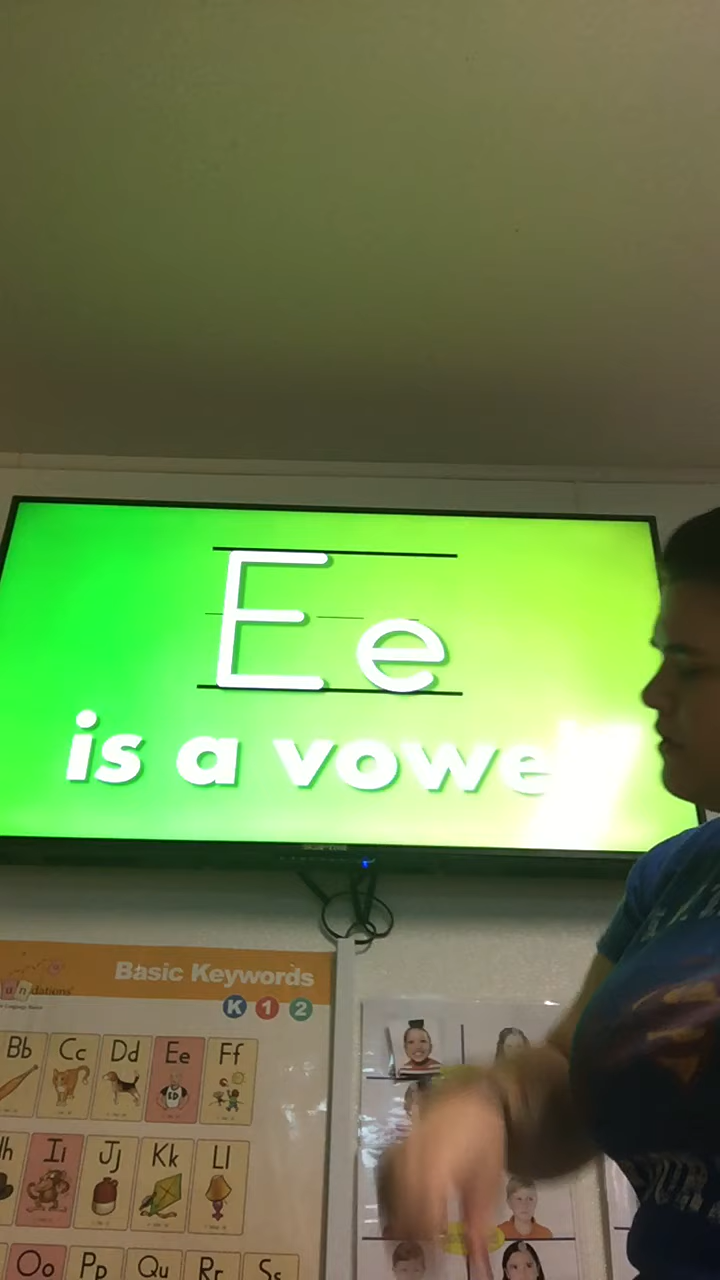 Ee
is a vowel
Basic Keywords
K 1 2
Bb Cc Dd Ee Ff
Ii Jj Kk Ll
Oo Pp Qu Rr Ss